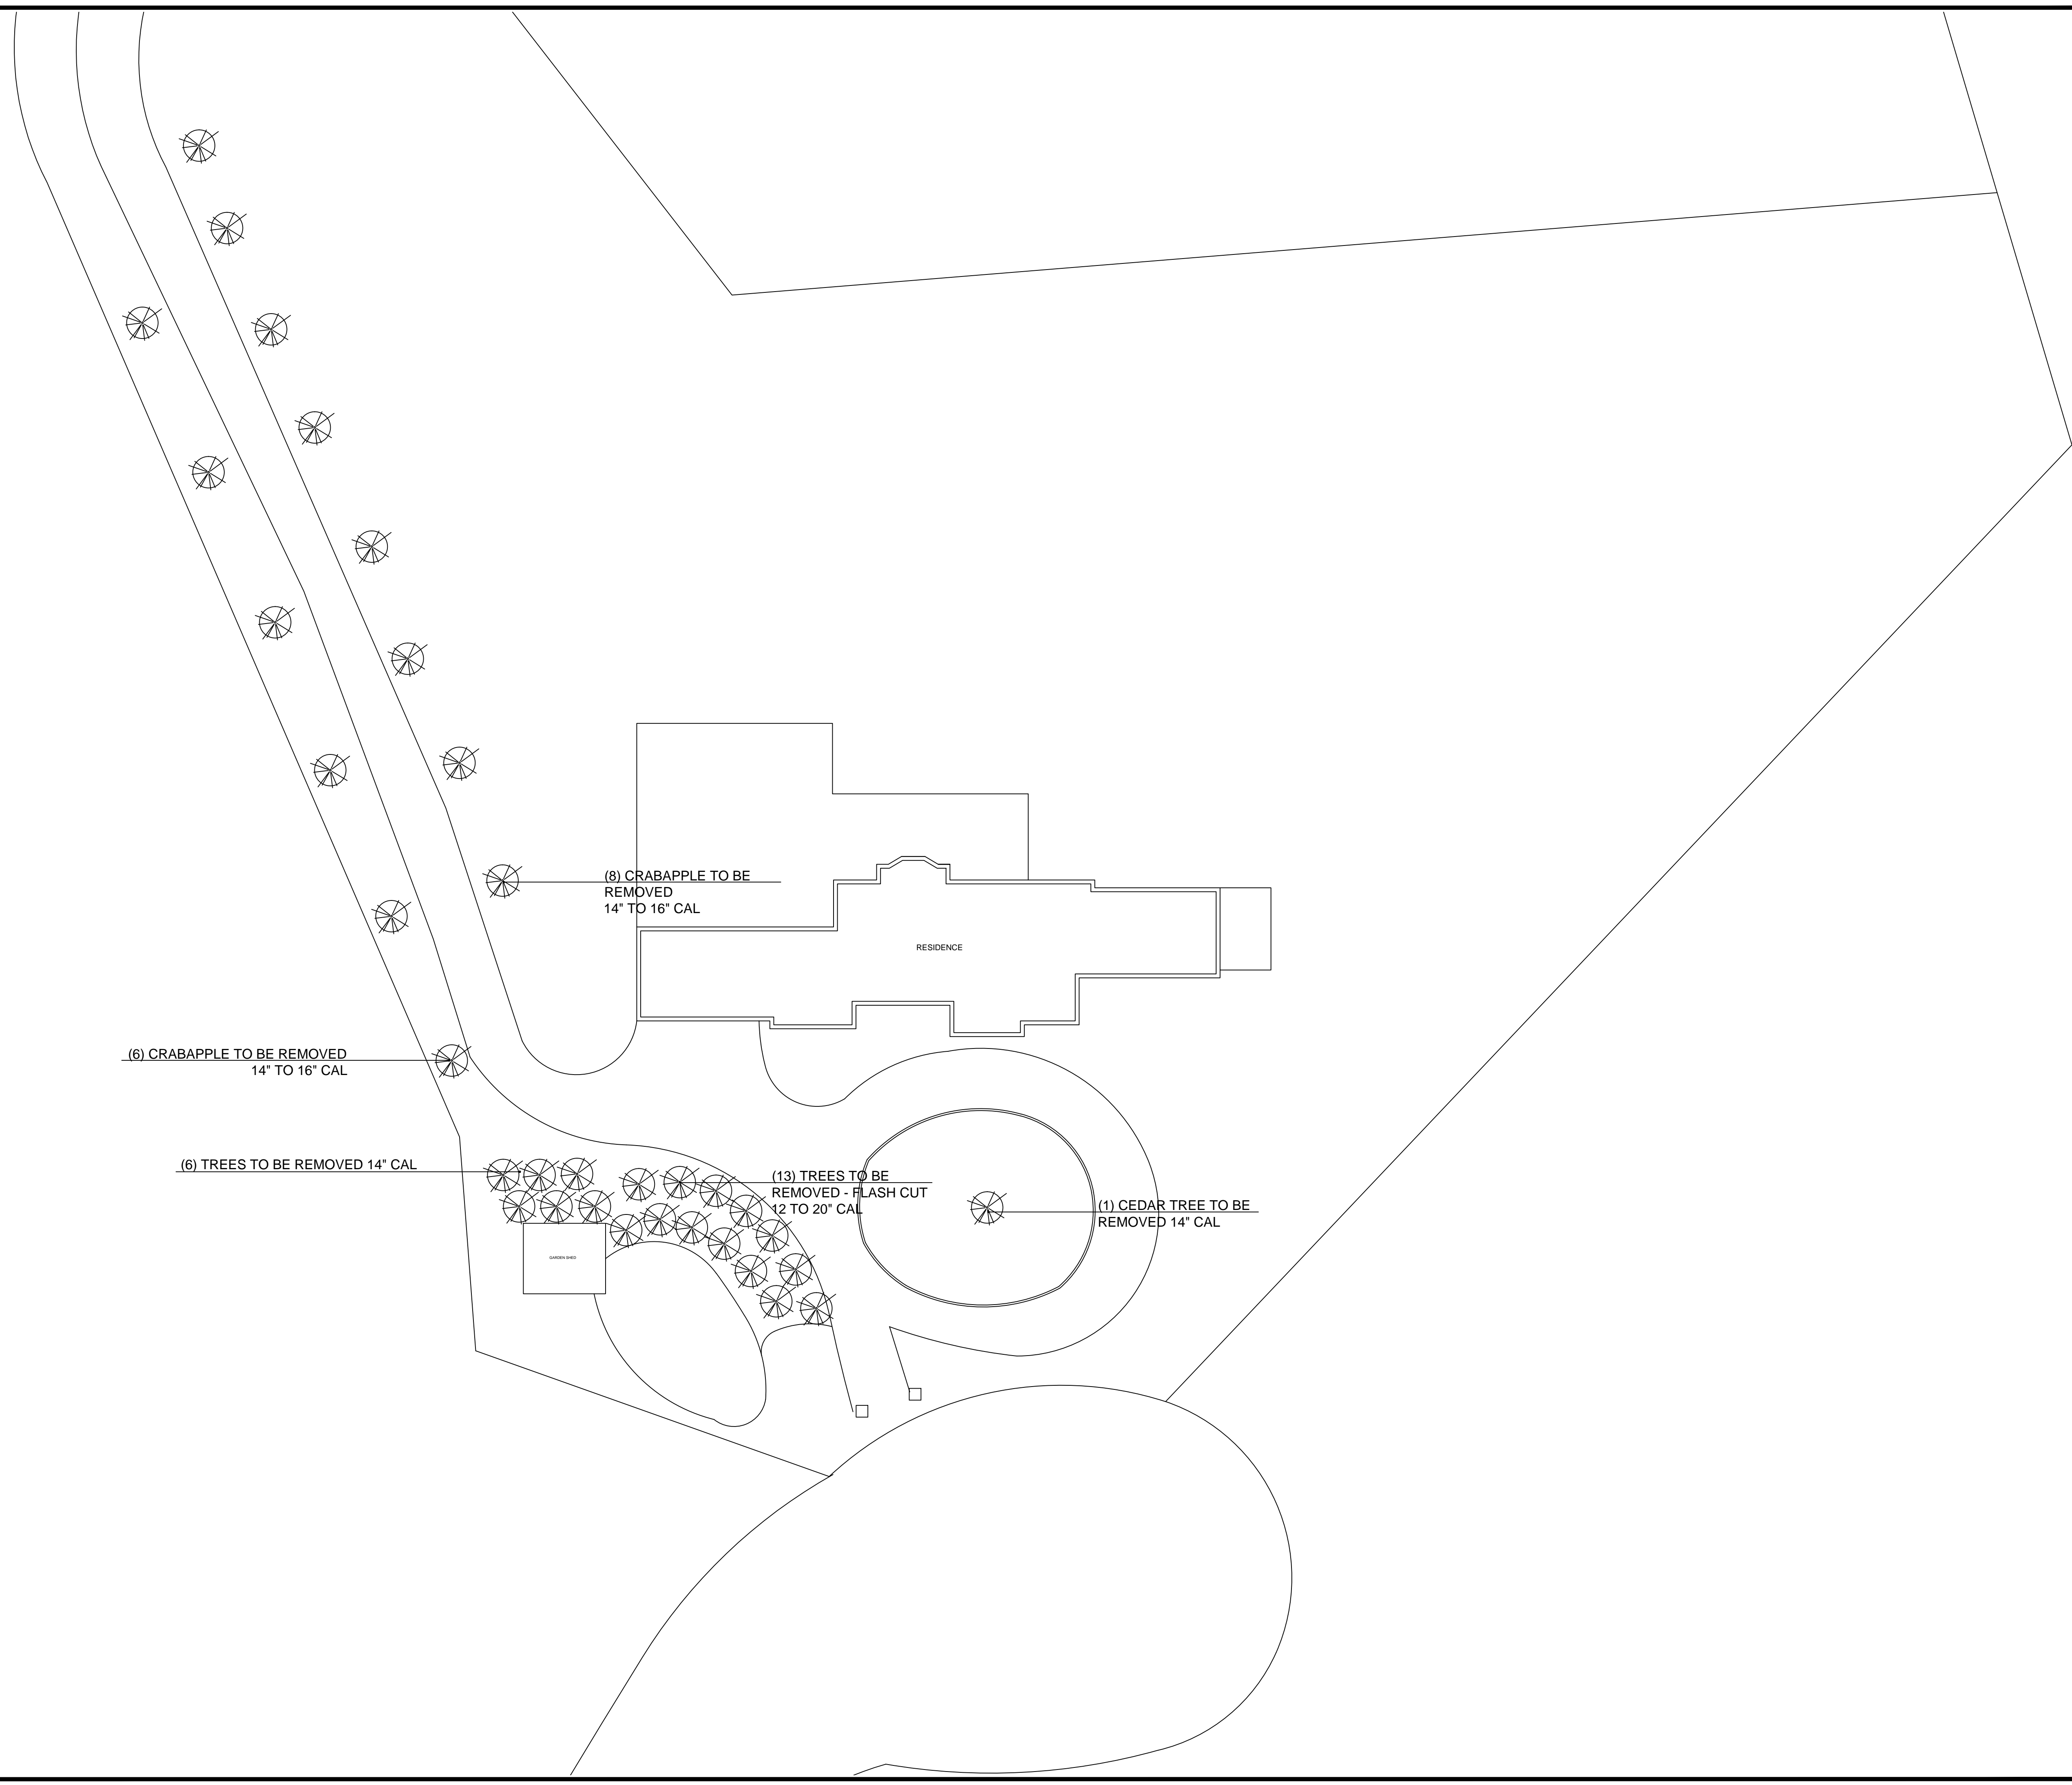 (8) CRABAPPLE TO BE
REMOVED
14" TO 16" CAL
RESIDENCE
(6) CRABAPPLE TO BE REMOVED
14" TO 16" CAL
(6) TREES TO BE REMOVED 14" CAL
(13) TREES TO BE
REMOVED - FLASH CUT
12 TO 20" CAL
(1) CEDAR TREE TO BE
REMOVED 14" CAL
GARDEN SHED